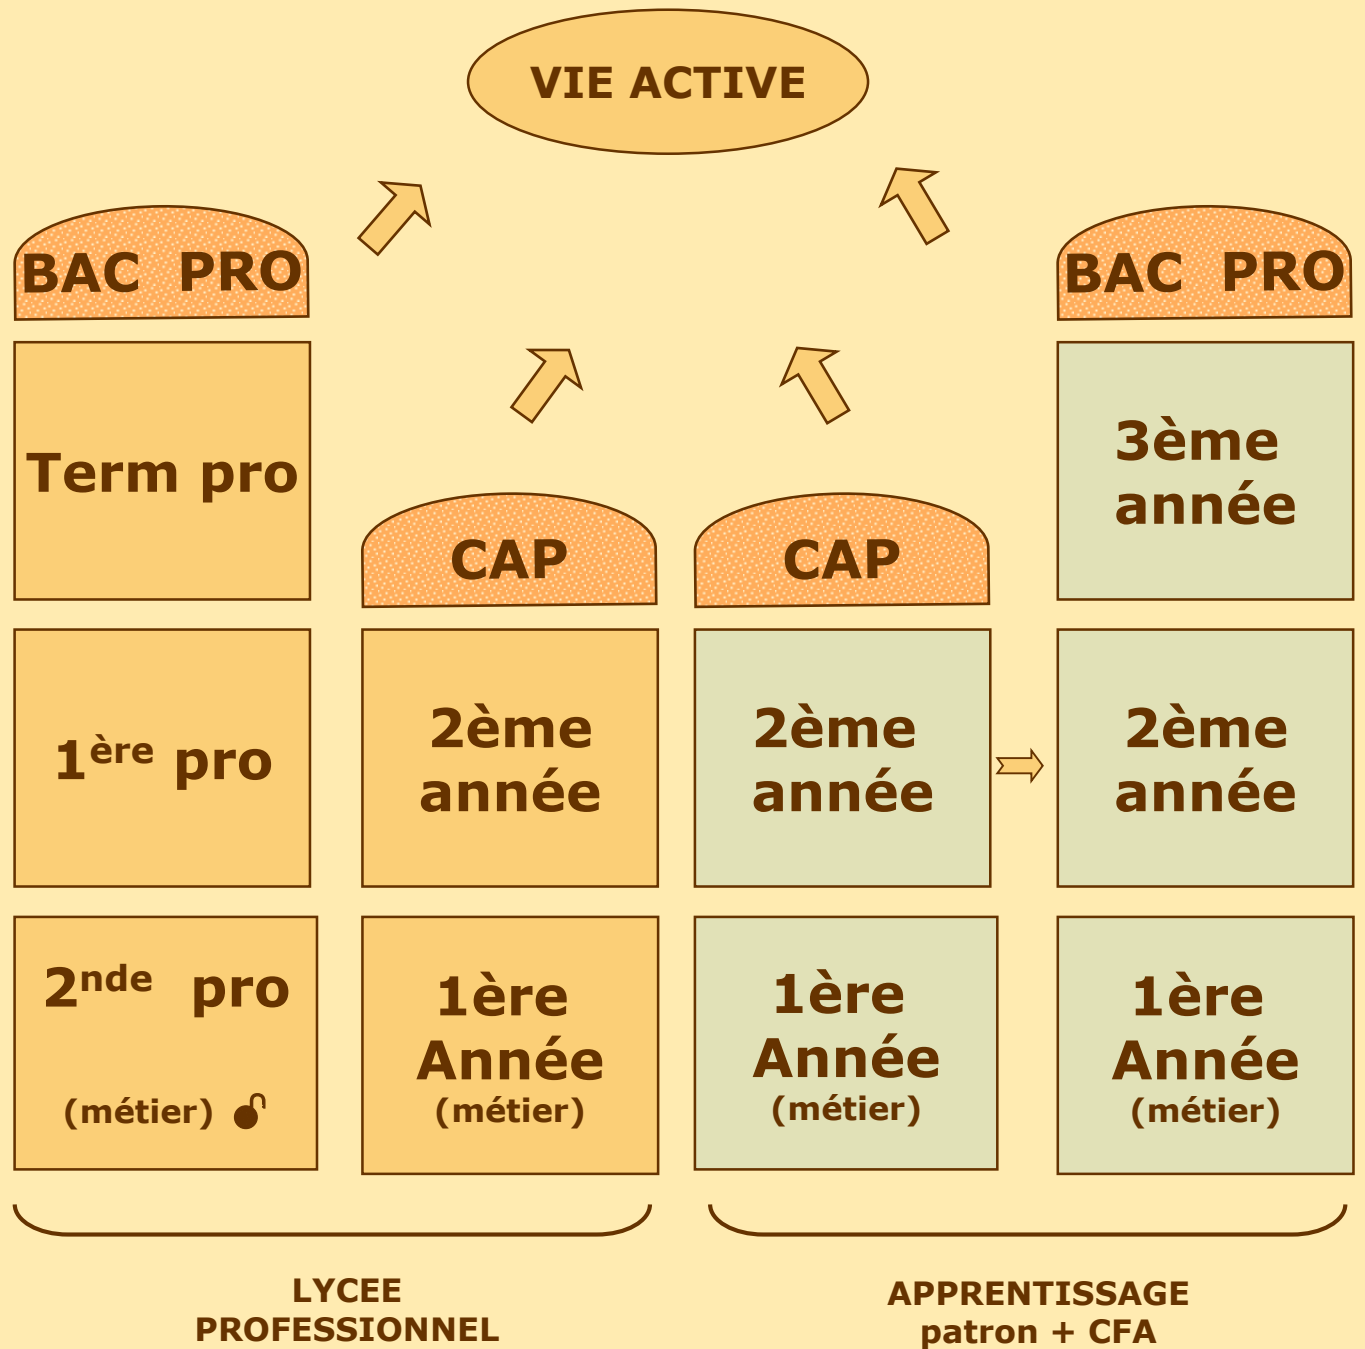 VIE ACTIVE
BAC PRO
Term pro
1ère pro
2nde pro
(métier)
CAP
2ème
année
1ère
Année
(métier)
CAP
2ème
année
1ère
Année
(métier)
BAC PRO
3ème
année
2ème
année
1ère
Année
(métier)
LYCEE
PROFESSIONNEL
APPRENTISSAGE
patron + CFA